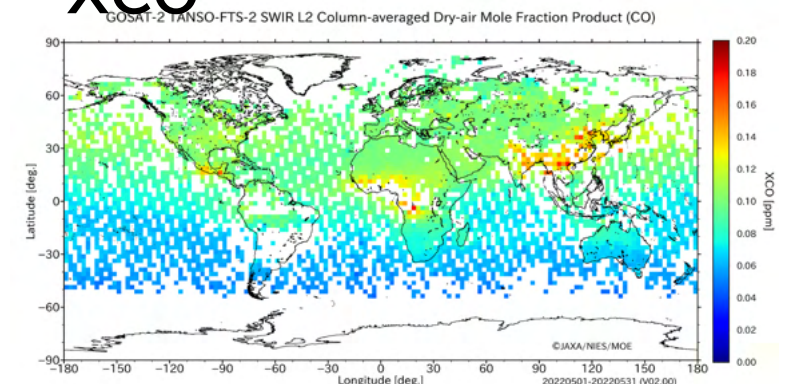 XCO
GOSAT-2 TANSO-FTS-2 SWIR L2 Column-averaged Dry-air Mole Fraction Product (CO)
90
60
30
0
−30
−60
−90
Latitude [deg.]
−180 −150 −120 −90 −60 −30 0 30 60 90 120 150 180
Longitude [deg.]
©JAXA/NIES/MOE
20220501-20220531 (V02.00)
0.20
0.18
0.16
0.14
0.12
0.10
0.08
0.06
0.04
0.02
0.00
XCO [ppm]